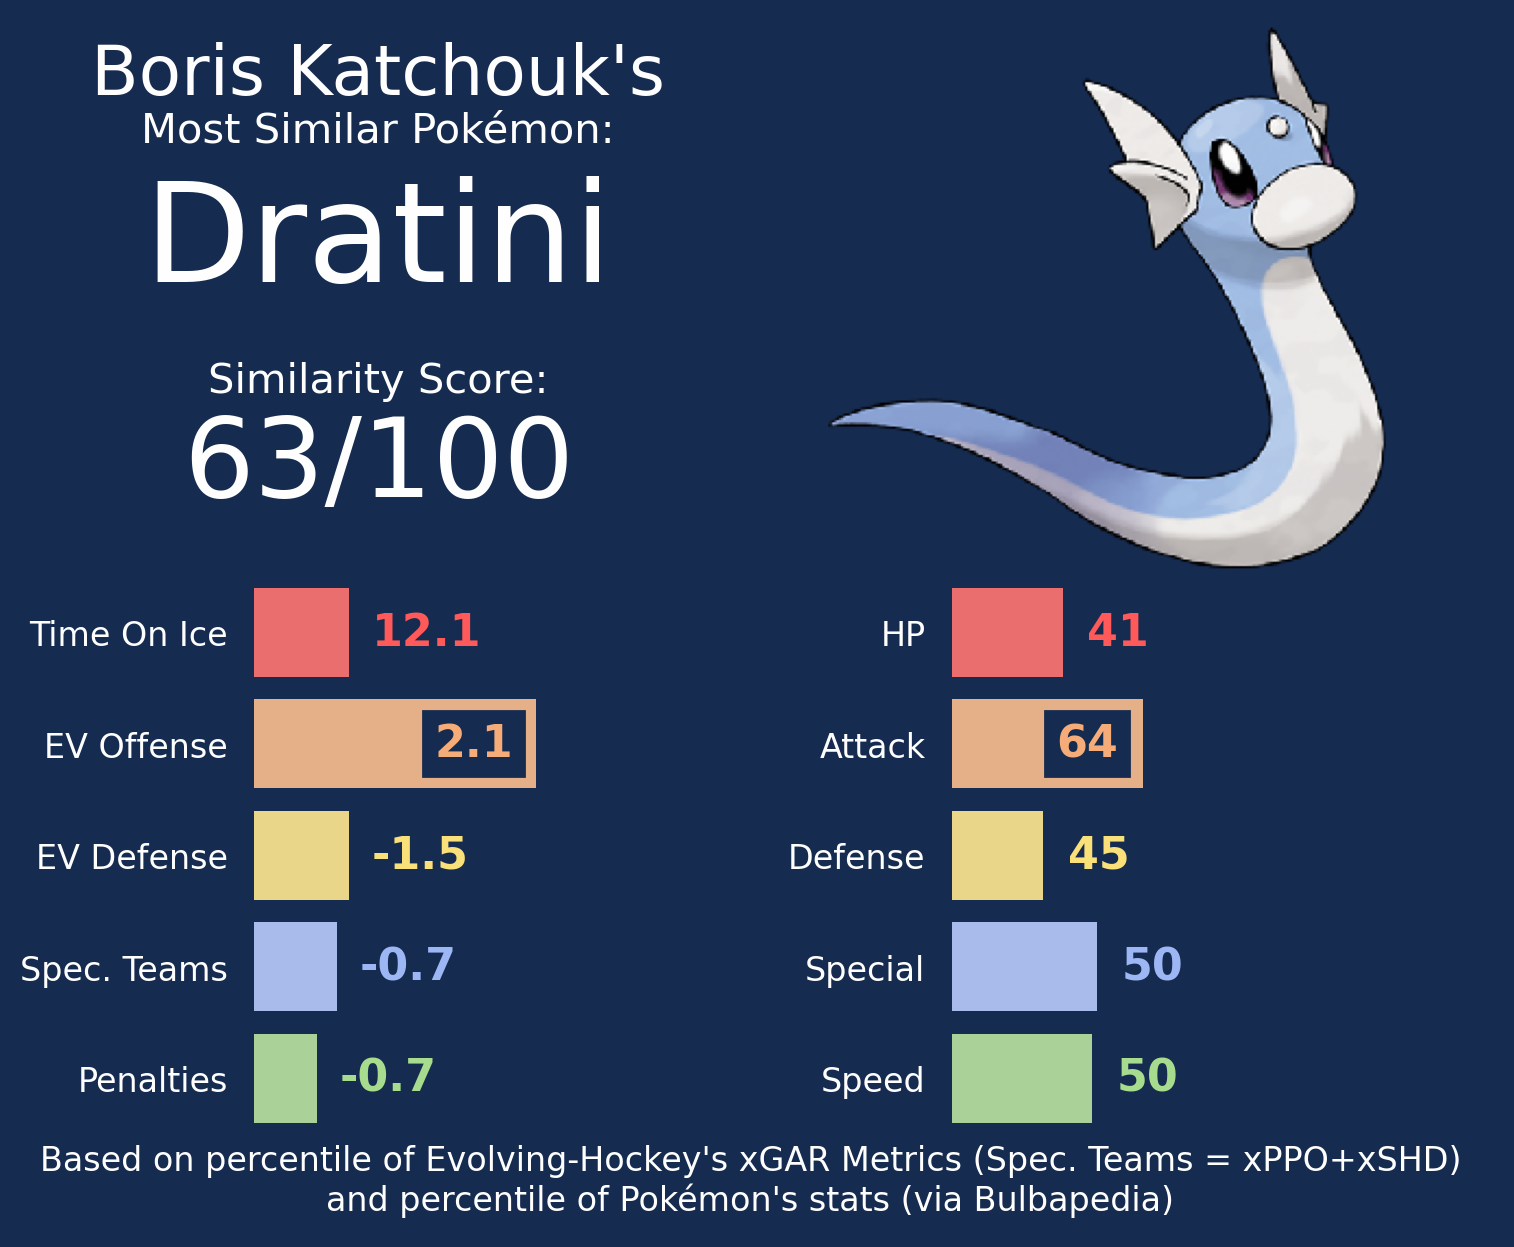 Boris Katchouk's
Most Similar Pokémon:
Dratini
Similarity Score:
63/100
Time On Ice 12.1
EV Offense 2.1
EV Defense -1.5
Spec. Teams -0.7
Penalties -0.7
HP 41
Attack 64
Defense 45
Special 50
Speed 50
Based on percentile of Evolving-Hockey's xGAR Metrics (Spec. Teams = xPPO+xSHD)
and percentile of Pokémon's stats (via Bulbapedia)